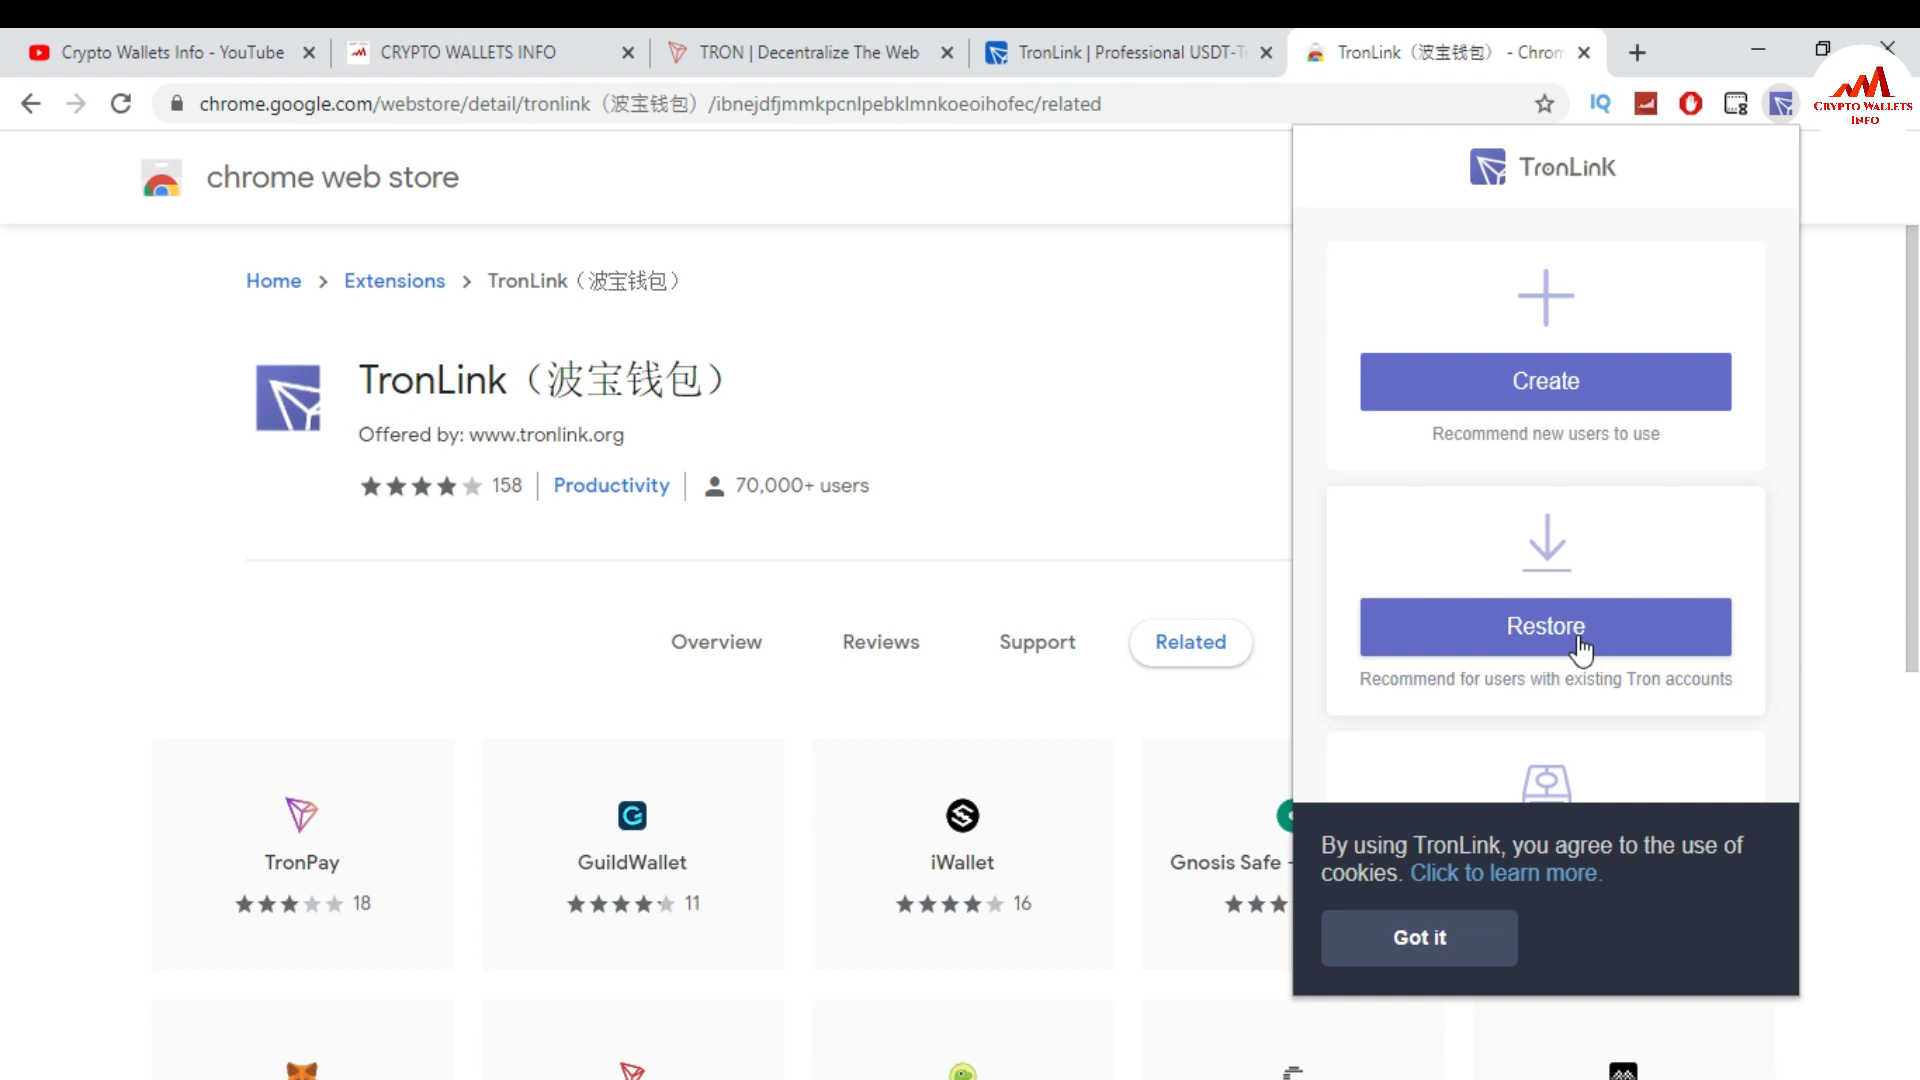 Crypto Wallets Info - YouTube
CRYPTO WALLETS INFO
TRON | Decentralize The Web
TronLink | Professional USDT-T
TronLink（波宝钱包） - Chrom
chrome.google.com/webstore/detail/tronlink（波宝钱包）/ibnejdfjmmkpcnlpebklmnkoeoihofec/related
IQ
CRYPTO WALLETS
INFO
chrome web store
Home > Extensions > TronLink（波宝钱包）
TronLink（波宝钱包）
Offered by: www.tronlink.org
158
Productivity
70,000+ users
Overview
Reviews
Support
Related
TronPay
18
GuildWallet
11
iWallet
16
Gnosis Safe -
TronLink
Create
Recommend new users to use
Restore
Recommend for users with existing Tron accounts
By using TronLink, you agree to the use of
cookies. Click to learn more.
Got it